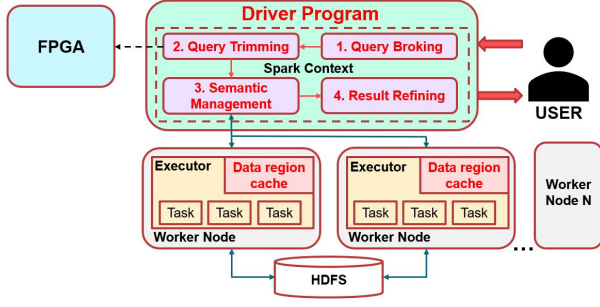 Driver Program
FPGA
2. Query Trimming
1. Query Broking
Spark Context
3. Semantic
Management
4. Result Refining
USER
Executor
Data region
cache
Task
Task
Task
Worker Node
Executor
Data region
cache
Task
Task
Task
Worker Node
...
Worker
Node N
HDFS